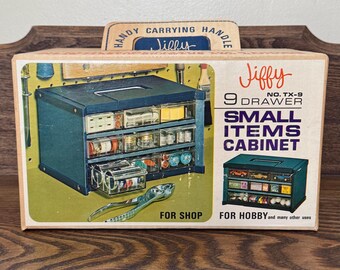 HANDY CARRYING HANDLE
Jiffy
Jiffy
NO. TX-9
9 DRAWER
SMALL
ITEMS
CABINET
FOR SHOP
FOR HOBBY and many other uses